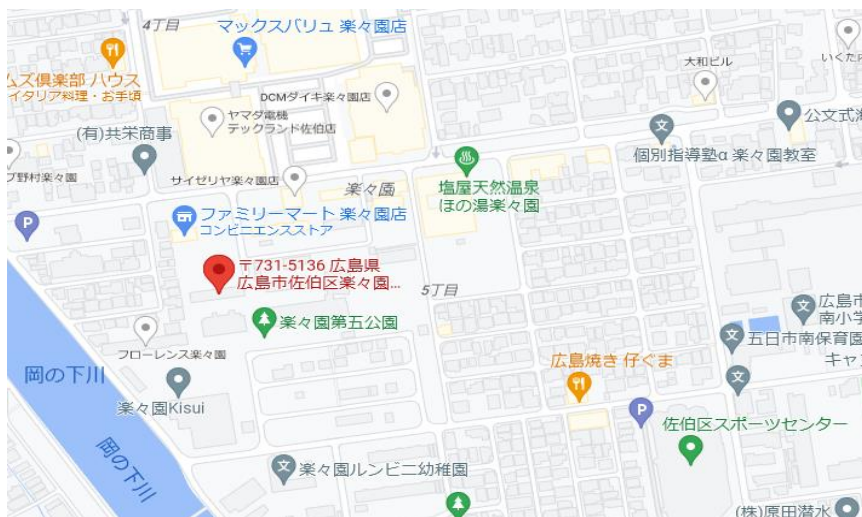 4丁目
マックスバリュ 楽々園店
ムズ倶楽部 ハウス
イタリア料理・お手頃
DCMダイキ楽々園店
ヤマダ電機
テックランド佐伯店
(有)共栄商事
大和ビル
いくた内
公文式海
個別指導塾α 楽々園教室
ブ野村楽々園
サイゼリヤ楽々園店
楽々園
塩屋天然温泉
ほの湯楽々園
P
ファミリーマート 楽々園店
コンビニエンスストア
〒731-5136 広島県
広島市佐伯区楽々園...
5丁目
楽々園第五公園
広島市
南小学
五日市南保育園
キャン
フローレンス楽々園
岡の下川
楽々園Kisui
広島焼き 仔ぐま
P
佐伯区スポーツセンター
岡の下川
楽々園ルンビニ幼稚園
(株)原田潜水
文
文
文
文